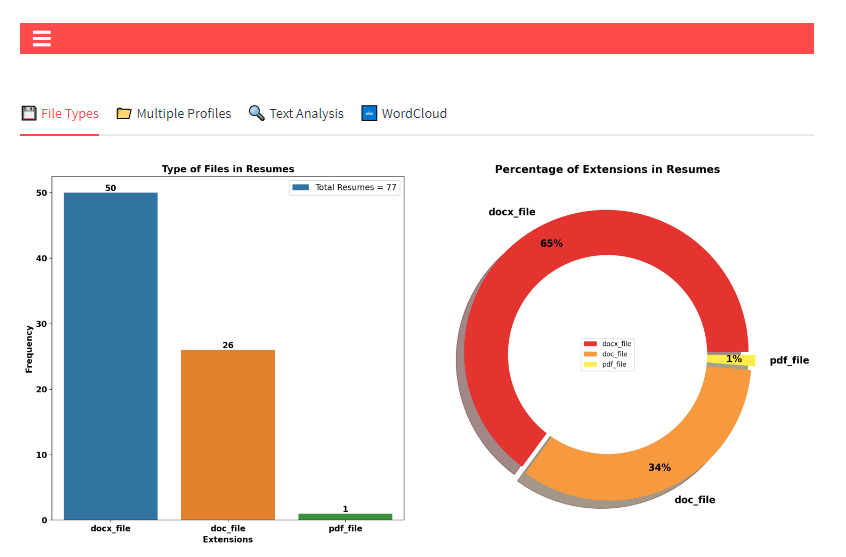 File Types
Multiple Profiles
Text Analysis
abc WordCloud
Type of Files in Resumes
Total Resumes = 77
50
26
1
50
40
30
20
10
0
Frequency
docx_file
doc_file
pdf_file
Extensions
Percentage of Extensions in Resumes
docx_file
65%
docx_file
doc_file
pdf_file
1%
pdf_file
34%
doc_file